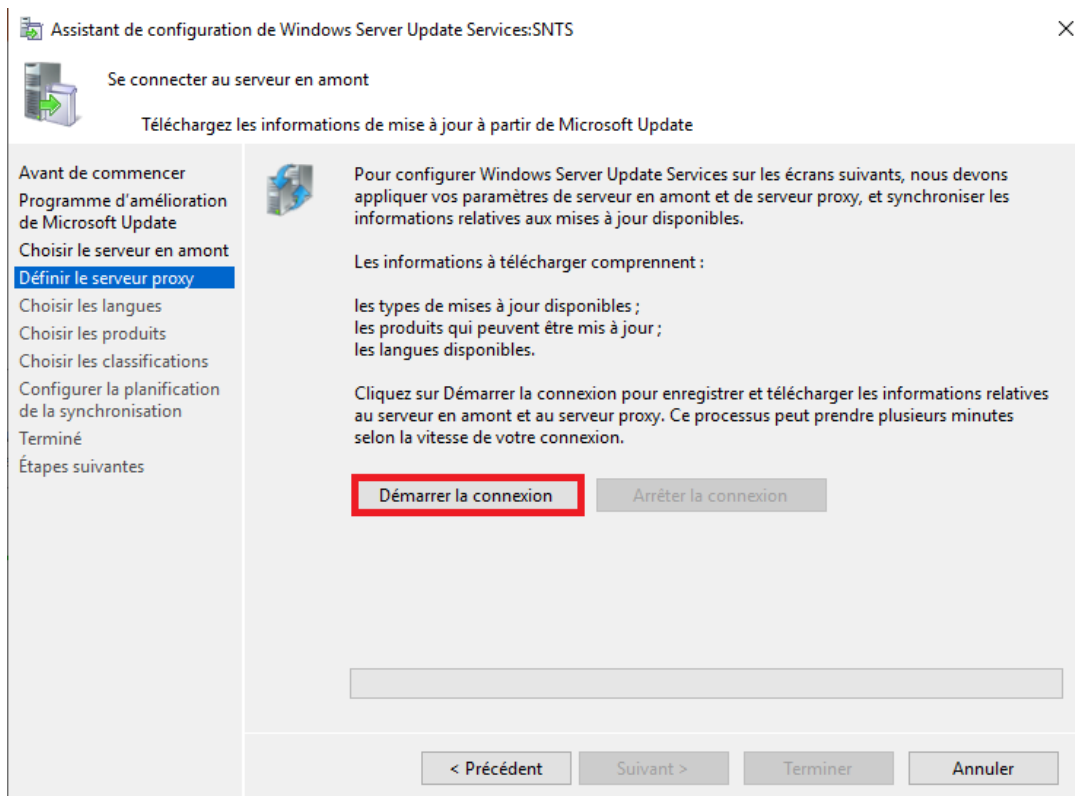 Assistant de configuration de Windows Server Update Services:SNTS
Se connecter au serveur en amont
Téléchargez les informations de mise à jour à partir de Microsoft Update
Avant de commencer
Programme d'amélioration
de Microsoft Update
Choisir le serveur en amont
Définir le serveur proxy
Choisir les langues
Choisir les produits
Choisir les classifications
Configurer la planification
de la synchronisation
Terminé
Étapes suivantes
Pour configurer Windows Server Update Services sur les écrans suivants, nous devons
appliquer vos paramètres de serveur en amont et de serveur proxy, et synchroniser les
informations relatives aux mises à jour disponibles.
Les informations à télécharger comprennent :
les types de mises à jour disponibles ;
les produits qui peuvent être mis à jour ;
les langues disponibles.
Cliquez sur Démarrer la connexion pour enregistrer et télécharger les informations relatives
au serveur en amont et au serveur proxy. Ce processus peut prendre plusieurs minutes
selon la vitesse de votre connexion.
Démarrer la connexion
Arrêter la connexion
< Précédent
Suivant >
Terminer
Annuler